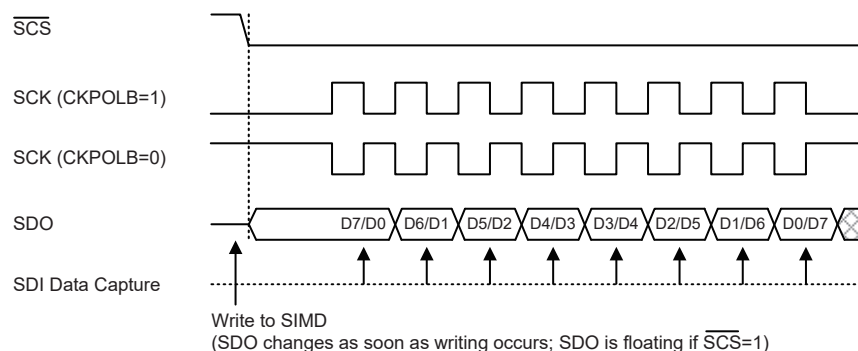 SCS
SCK (CKPOLB=1)
SCK (CKPOLB=0)
SDO
D7/D0 D6/D1 D5/D2 D4/D3 D3/D4 D2/D5 D1/D6 D0/D7
SDI Data Capture
Write to SIMD
(SDO changes as soon as writing occurs; SDO is floating if SCS=1)